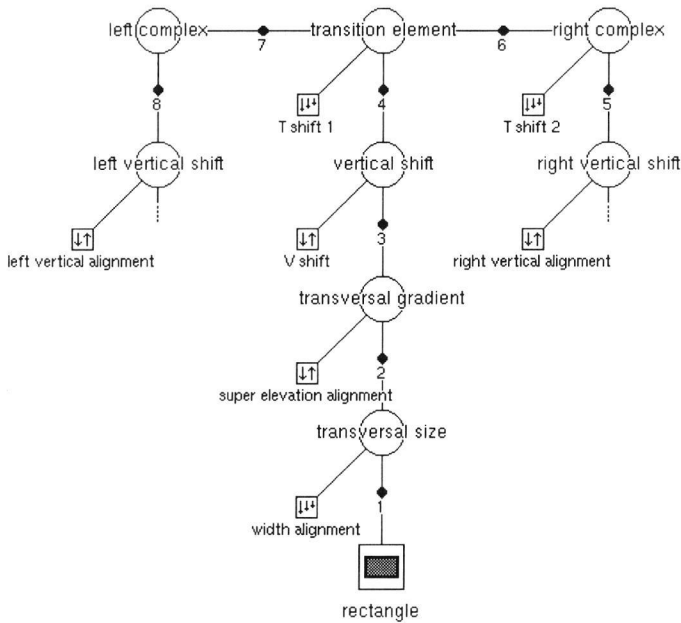 left complex
7
transition element
6
right complex
8
T shift 1
4
T shift 2
5
left vertical shift
vertical shift
right vertical shift
left vertical alignment
V shift
3
right vertical alignment
transversal gradient
super elevation alignment
2
transversal size
width alignment
1
rectangle